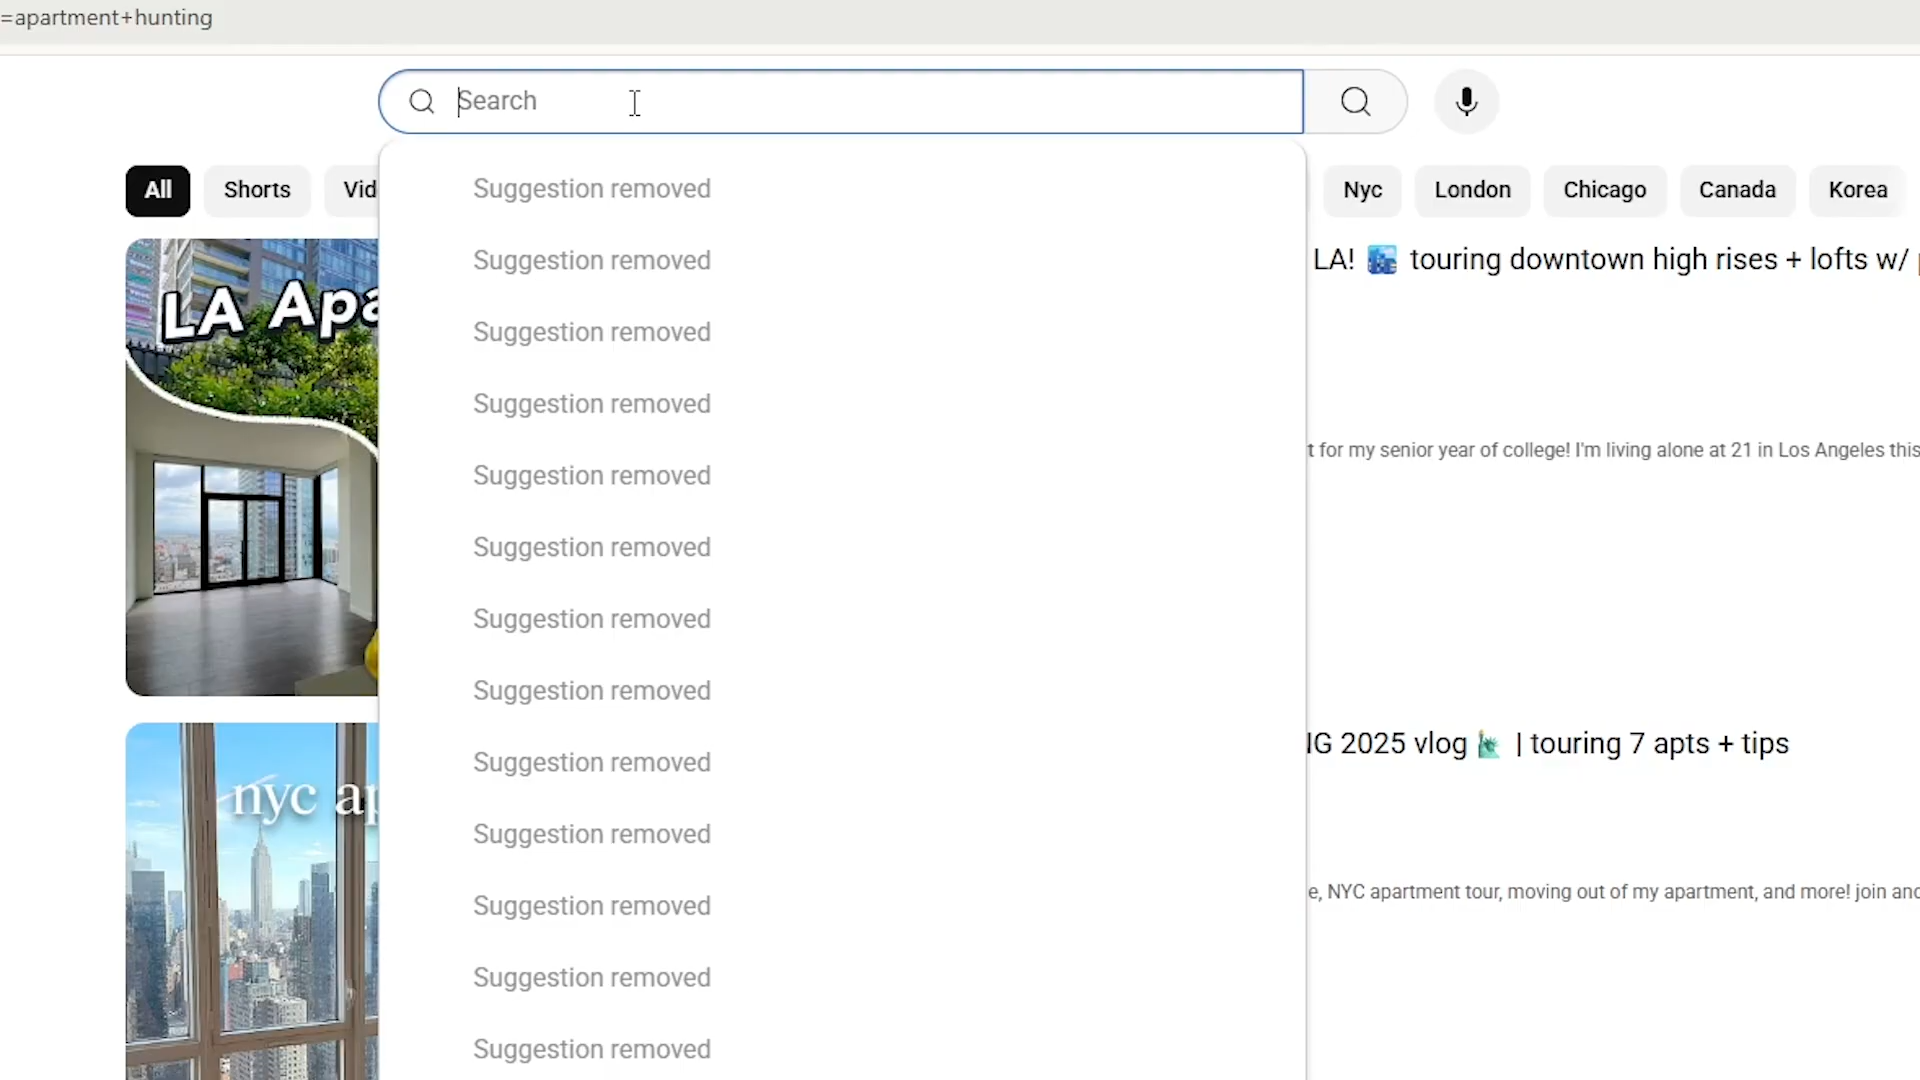 =apartment+hunting
Search
All
Shorts
Vid
Nyc
London
Chicago
Canada
Korea
Suggestion removed
Suggestion removed
Suggestion removed
Suggestion removed
Suggestion removed
Suggestion removed
Suggestion removed
Suggestion removed
Suggestion removed
Suggestion removed
Suggestion removed
Suggestion removed
Suggestion removed
LA Apa
LA! 🏙️ touring downtown high rises + lofts w/ p
t for my senior year of college! I'm living alone at 21 in Los Angeles this
nyc ap
NG 2025 vlog 🗽 | touring 7 apts + tips
e, NYC apartment tour, moving out of my apartment, and more! join and